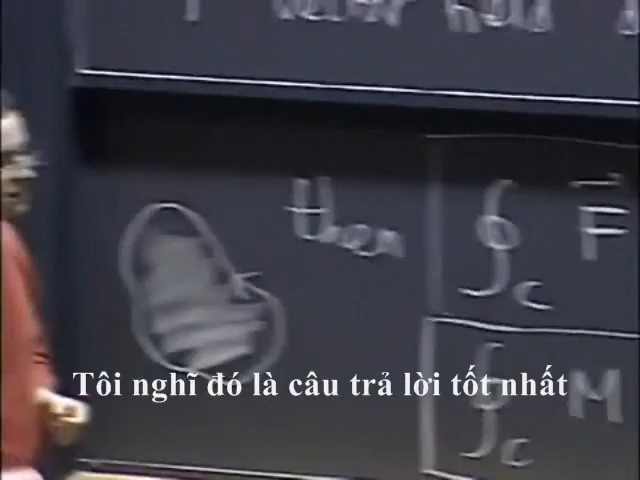 then
∮C F⃗
∮C M
Tôi nghĩ đó là câu trả lời tốt nhất